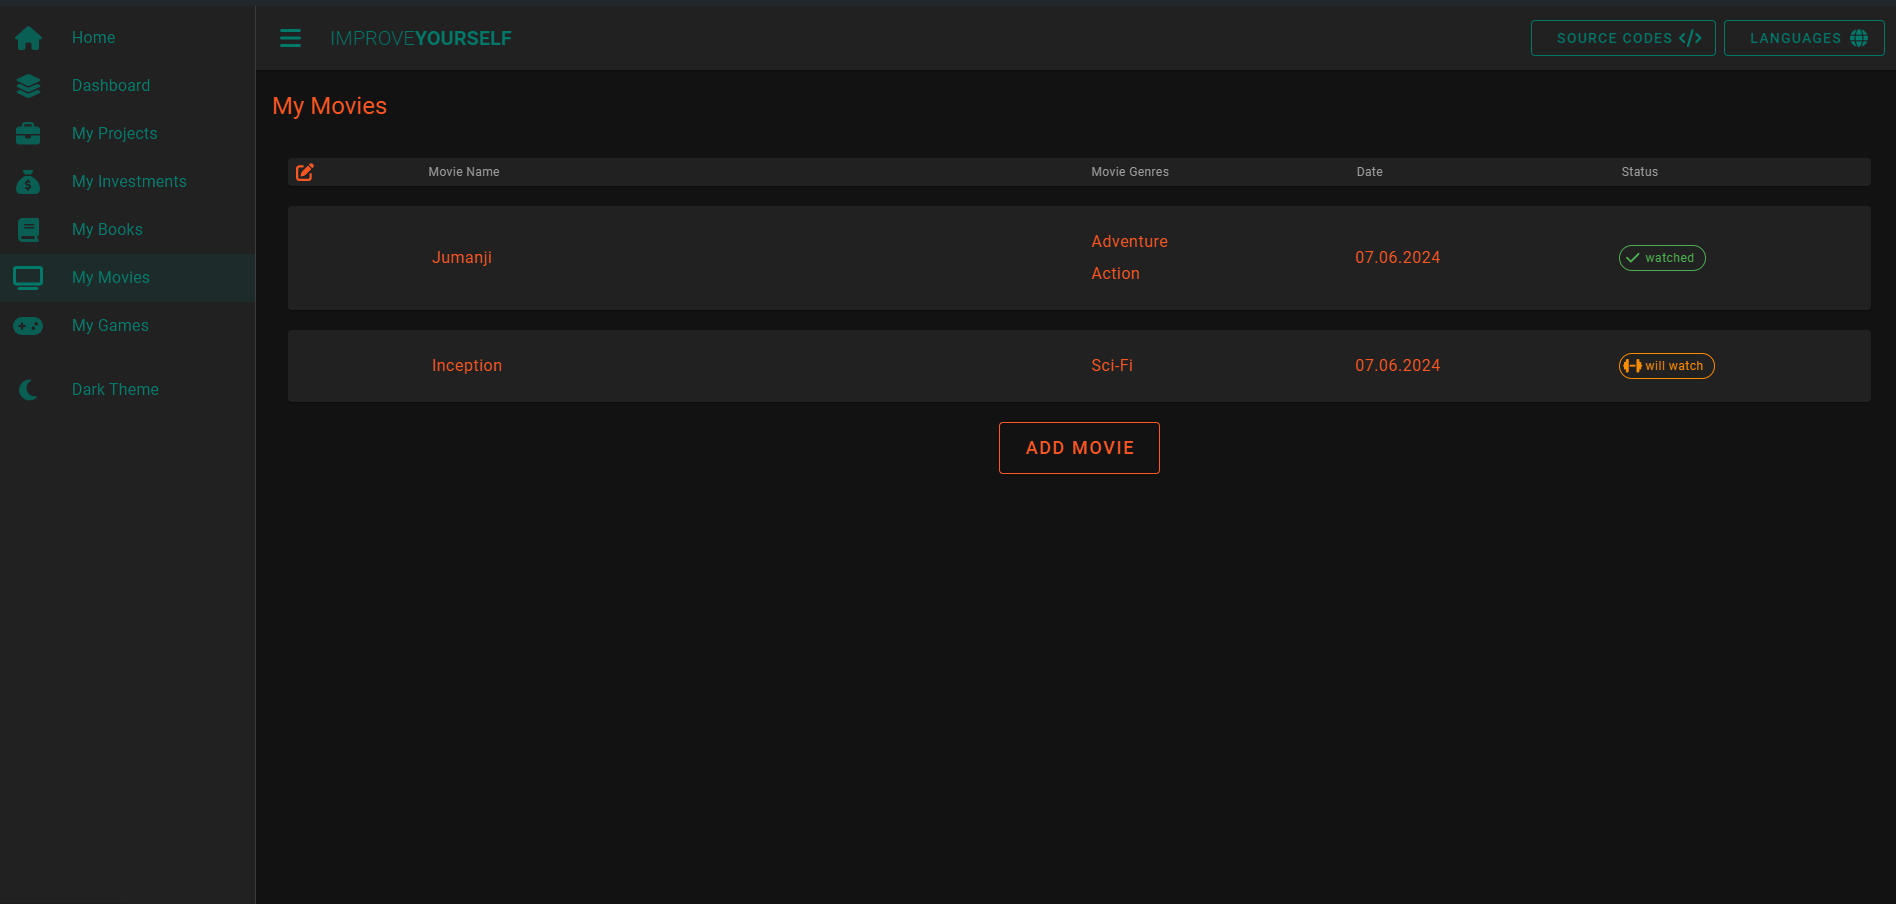 Home
Dashboard
My Projects
My Investments
My Books
My Movies
My Games
Dark Theme
IMPROVEYOURSELF
SOURCE CODES
LANGUAGES
My Movies
Movie Name Movie Genres Date Status
Jumanji Adventure Action 07.06.2024 watched
Inception Sci-Fi 07.06.2024 will watch
ADD MOVIE